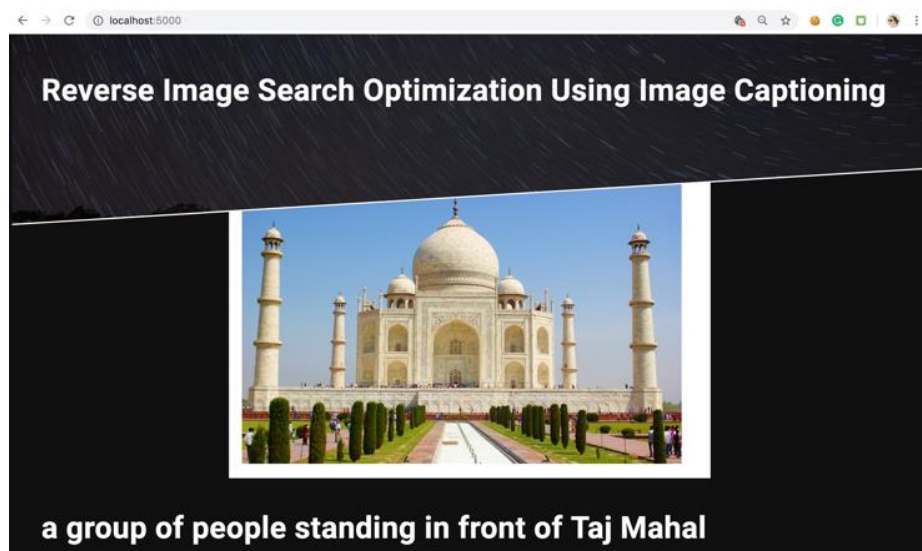 localhost:5000
Reverse Image Search Optimization Using Image Captioning
a group of people standing in front of Taj Mahal